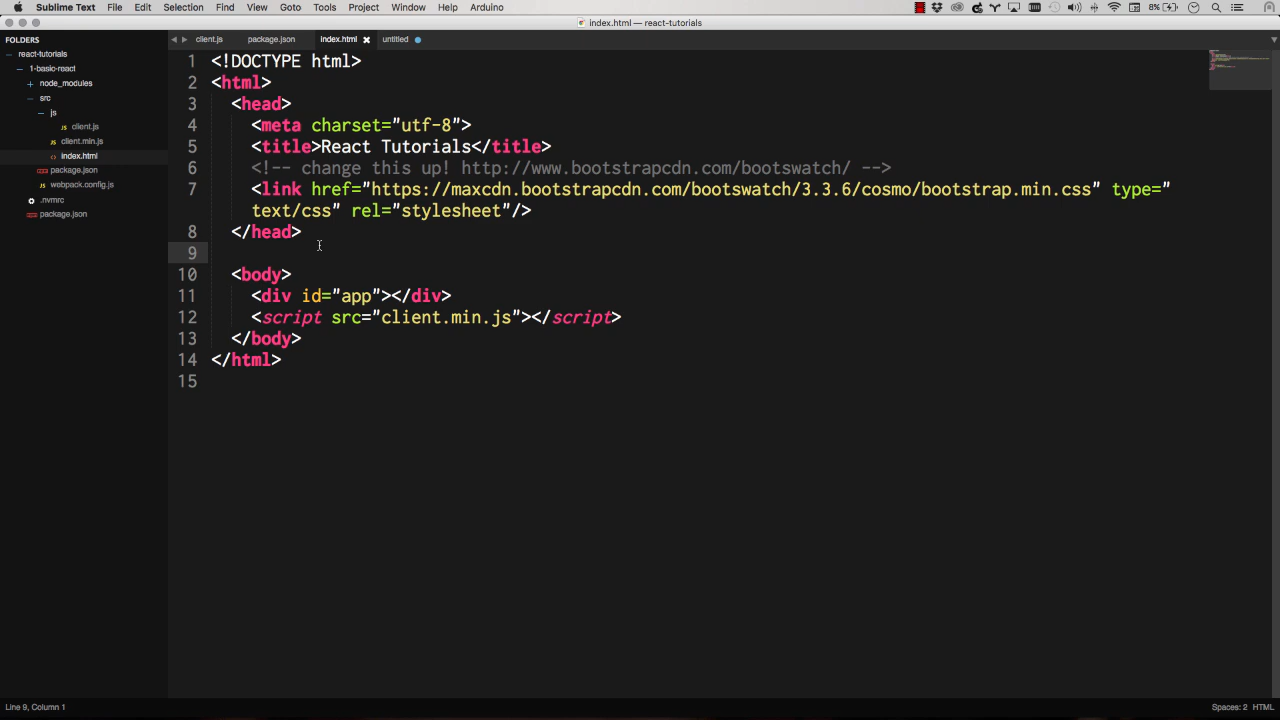 Sublime Text File Edit Selection Find View Goto Tools Project Window Help Arduino 8%
index.html — react-tutorials
FOLDERS
react-tutorials
1-basic-react
node_modules
src
js
client.js
client.min.js
index.html
package.json
webpack.config.js
.nvmrc
package.json
client.js package.json index.html untitled
1 <!DOCTYPE html>
2 <html>
3 <head>
4 <meta charset="utf-8">
5 <title>React Tutorials</title>
6 <!-- change this up! http://www.bootstrapcdn.com/bootswatch/ -->
7 <link href="https://maxcdn.bootstrapcdn.com/bootswatch/3.3.6/cosmo/bootstrap.min.css" type="
text/css" rel="stylesheet"/>
8 </head>
9
10 <body>
11 <div id="app"></div>
12 <script src="client.min.js"></script>
13 </body>
14 </html>
15
Line 9, Column 1 Spaces: 2 HTML